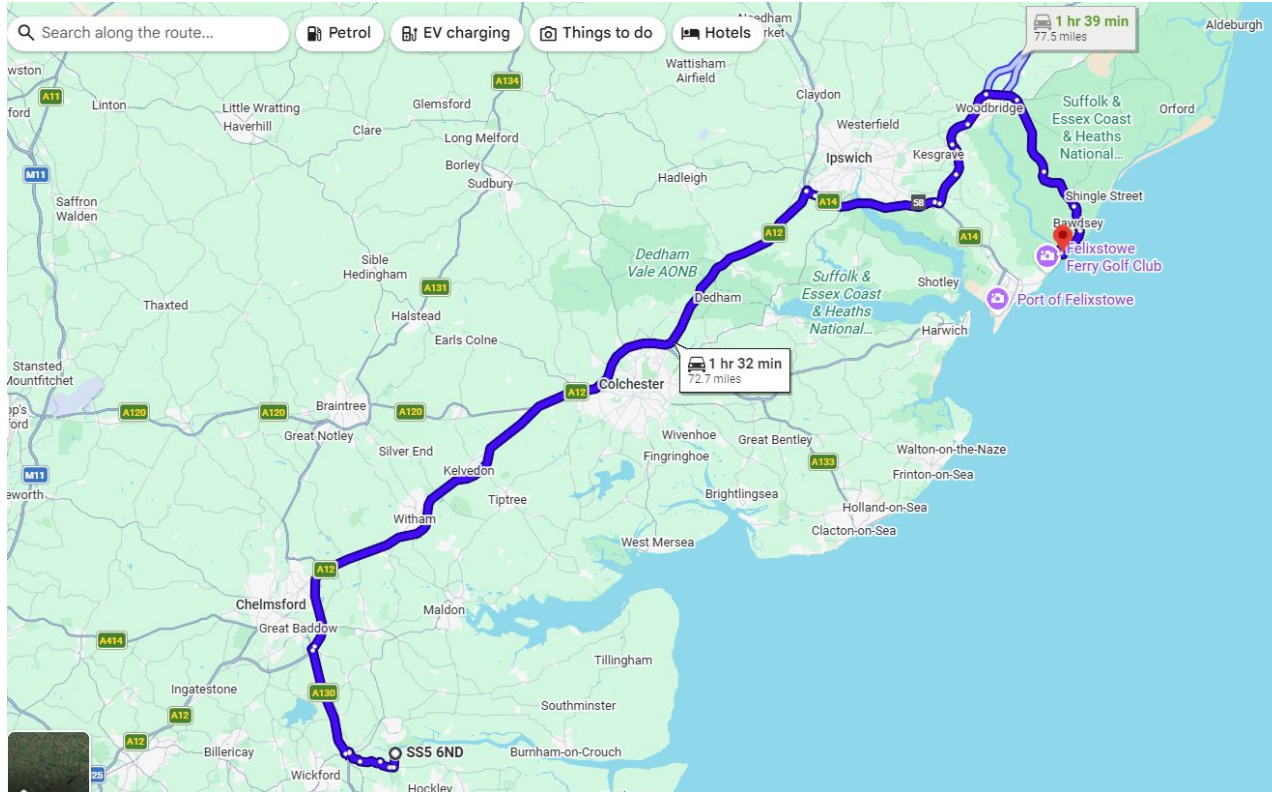 Search along the route...
Petrol
EV charging
Things to do
Hotels
1 hr 39 min
77.5 miles
Aldeburgh
Wattisham
Airfield
A134
A11
Linton
Little Wratting
Haverhill
Glemsford
Clare
Long Melford
Claydon
Woodbridge
Suffolk &
Essex Coast
& Heaths
National...
Orford
Westerfield
Borley
Sudbury
Hadleigh
Ipswich
Kesgrave
M11
Saffron
Walden
A14
58
Shingle Street
Bawdsey
A12
A14
Felixstowe
Ferry Golf Club
Dedham
Vale AONB
Sible
Hedingham
A131
Suffolk &
Essex Coast
& Heaths
National...
Shotley
Port of Felixstowe
Thaxted
Halstead
Dedham
Harwich
Earls Colne
Stansted
Mountfitchet
1 hr 32 min
72.7 miles
Colchester
A12
A120
A120
Braintree
A120
Great Notley
Silver End
Wivenhoe
Fingringhoe
Great Bentley
Walton-on-the-Naze
Frinton-on-Sea
A133
M11
Kelvedon
Tiptree
Brightlingsea
Holland-on-Sea
Clacton-on-Sea
Witham
West Mersea
A12
Chelmsford
Maldon
Great Baddow
A414
Tillingham
Ingatestone
A130
Southminster
A12
A12
Billericay
SS5 6ND
Burnham-on-Crouch
Wickford
Hockley